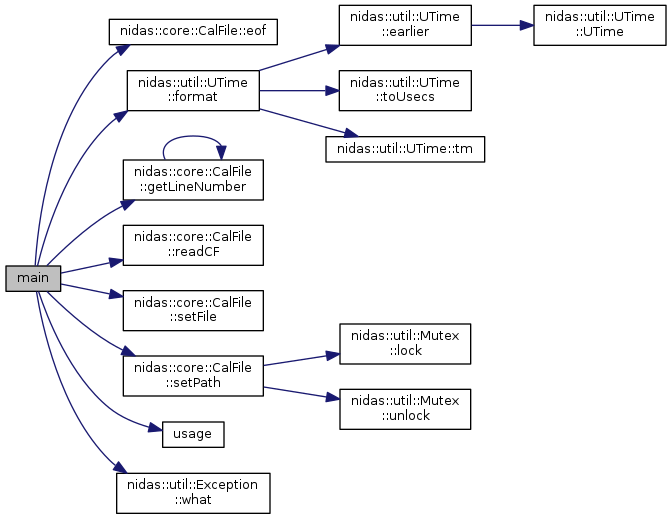 main
nidas::core::CalFile::eof
nidas::util::UTime
::format
nidas::util::UTime
::earlier
nidas::util::UTime
::UTime
nidas::util::UTime
::toUsecs
nidas::util::UTime::tm
nidas::core::CalFile
::getLineNumber
nidas::core::CalFile
::readCF
nidas::core::CalFile
::setFile
nidas::core::CalFile
::setPath
nidas::util::Mutex
::lock
nidas::util::Mutex
::unlock
usage
nidas::util::Exception
::what